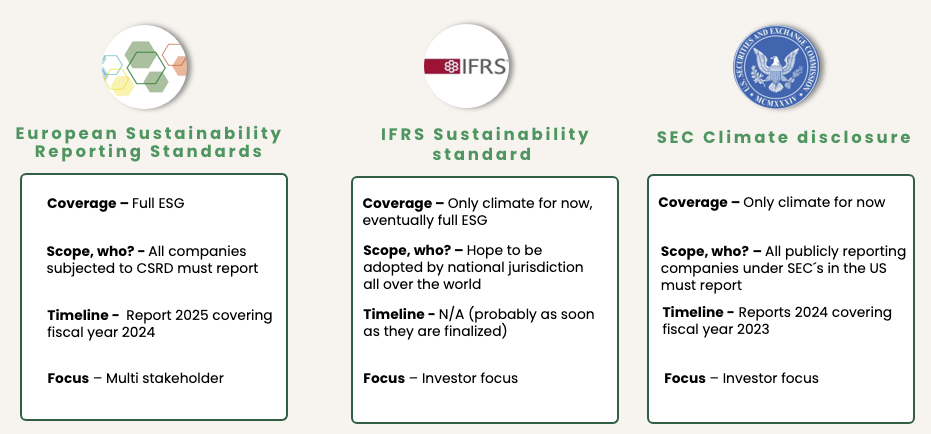 IFRS
U.S. SECURITIES AND EXCHANGE COMMISSION
MCMXXXIV
European Sustainability
Reporting Standards
IFRS Sustainability
standard
SEC Climate disclosure
Coverage – Full ESG
Scope, who? - All companies
subjected to CSRD must report
Timeline - Report 2025 covering
fiscal year 2024
Focus – Multi stakeholder
Coverage – Only climate for now,
eventually full ESG
Scope, who? – Hope to be
adopted by national jurisdiction
all over the world
Timeline - N/A (probably as soon
as they are finalized)
Focus – Investor focus
Coverage – Only climate for now
Scope, who? – All publicly reporting
companies under SEC´s in the US
must report
Timeline - Reports 2024 covering
fiscal year 2023
Focus – Investor focus